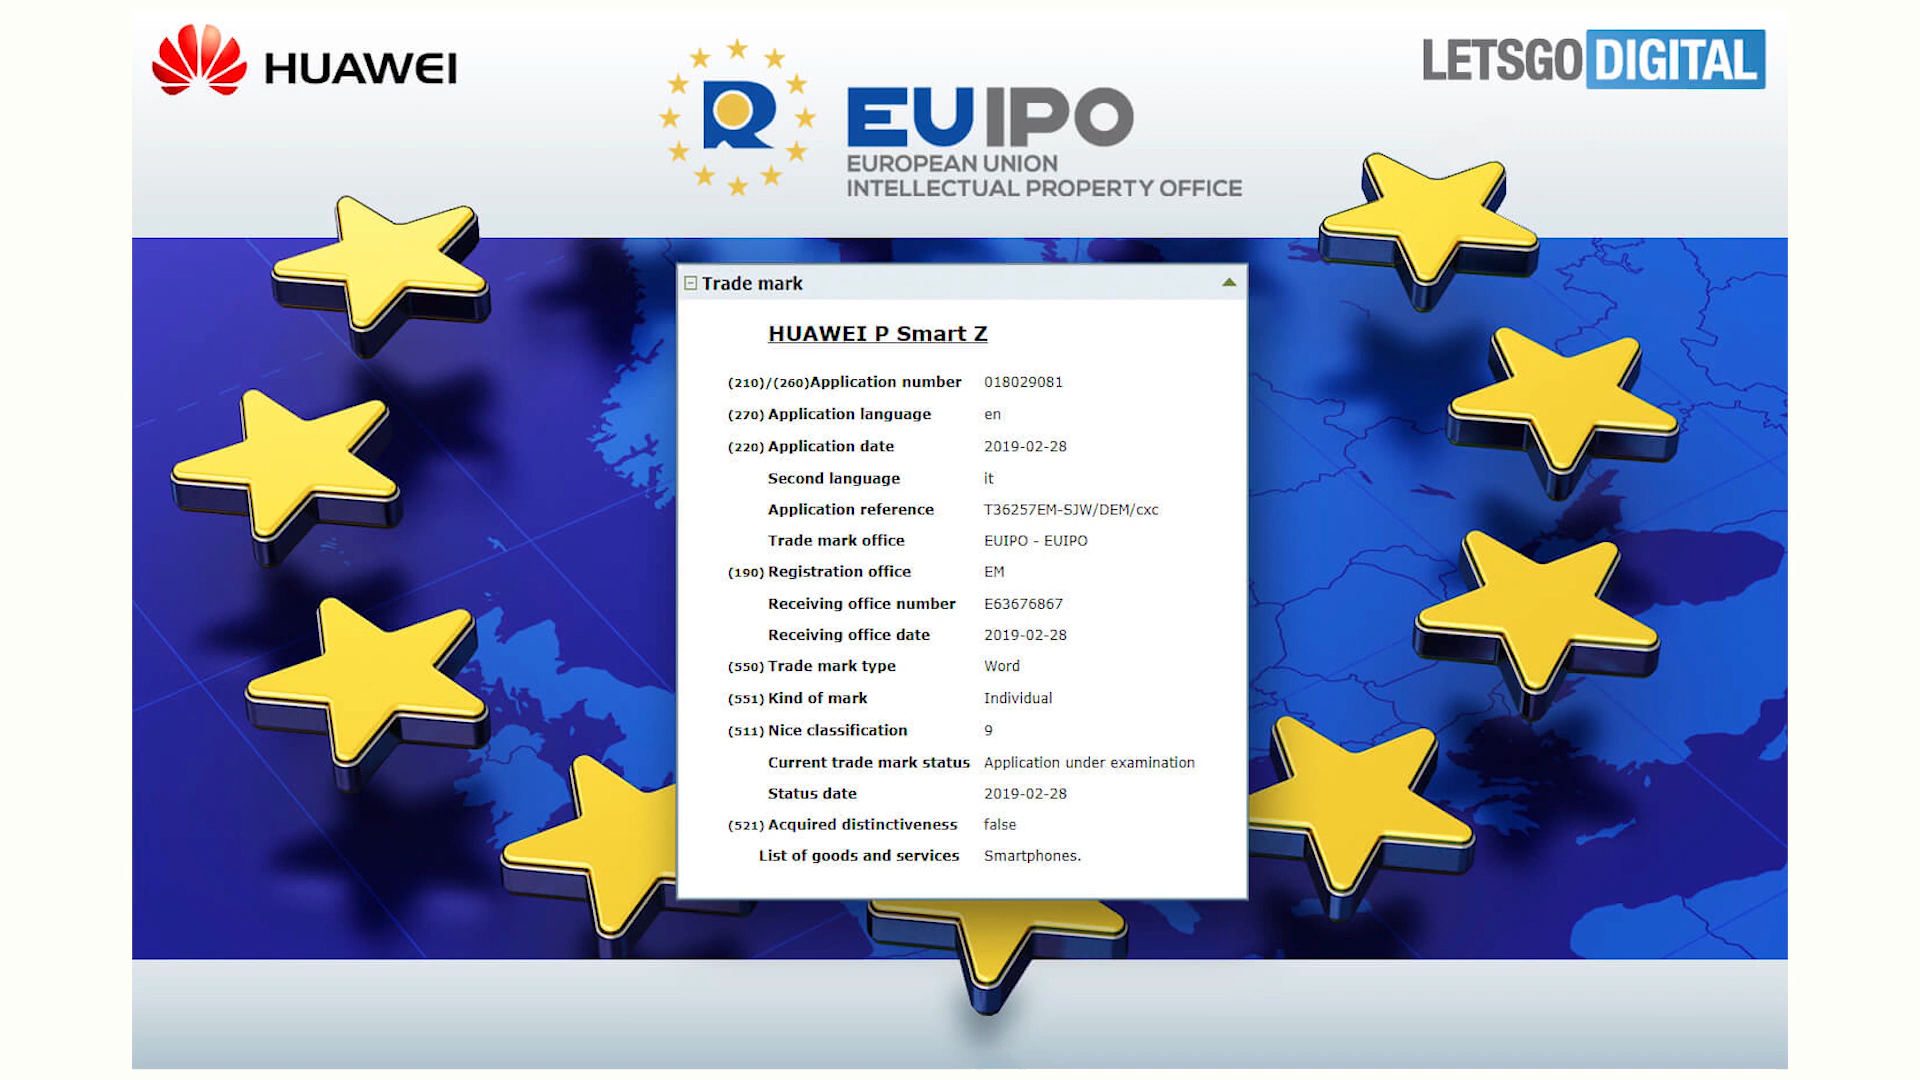 HUAWEI
LETSGODIGITAL
EUIPO
EUROPEAN UNION
INTELLECTUAL PROPERTY OFFICE
Trade mark
HUAWEI P Smart Z
(210)/(260)Application number 018029081
(270) Application language en
(220) Application date 2019-02-28
Second language it
Application reference T36257EM-SJW/DEM/cxc
Trade mark office EUIPO - EUIPO
(190) Registration office EM
Receiving office number E63676867
Receiving office date 2019-02-28
(550) Trade mark type Word
(551) Kind of mark Individual
(511) Nice classification 9
Current trade mark status Application under examination
Status date 2019-02-28
(521) Acquired distinctiveness false
List of goods and services Smartphones.